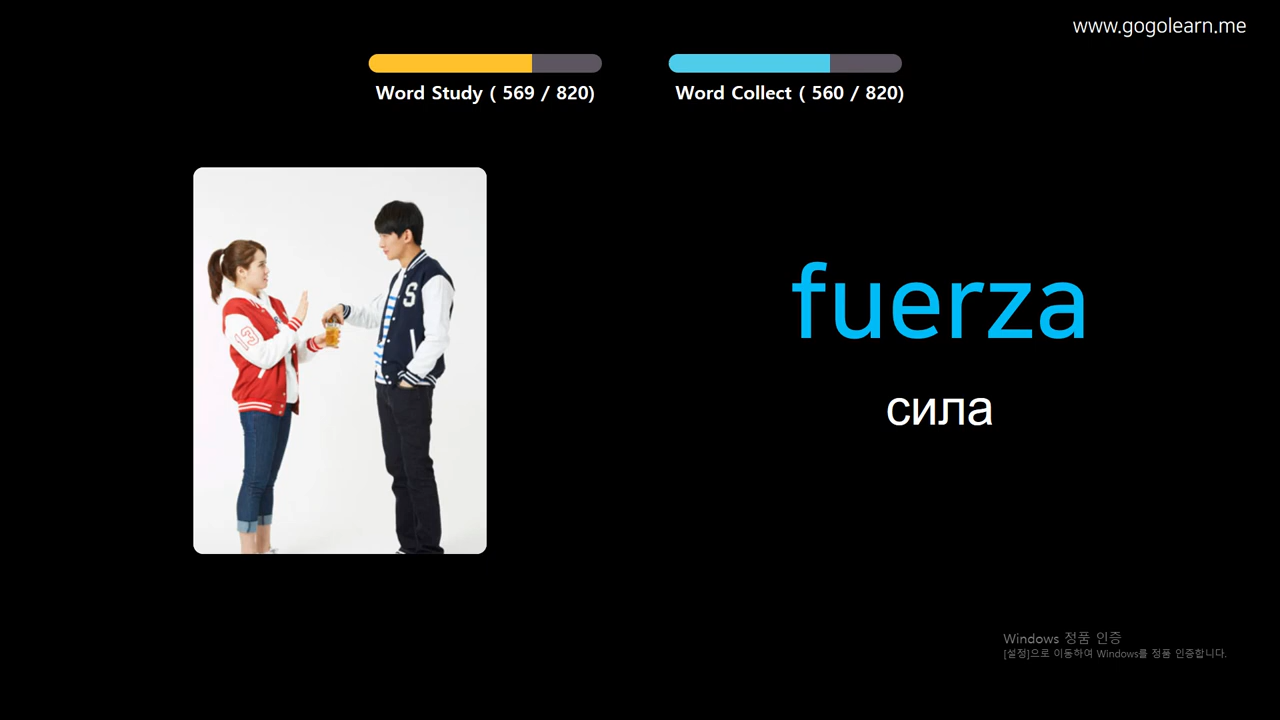 www.gogolearn.me
Word Study ( 569 / 820)
Word Collect ( 560 / 820)
S
13
fuerza
сила
Windows 정품 인증
[설정]으로 이동하여 Windows를 정품 인증합니다.